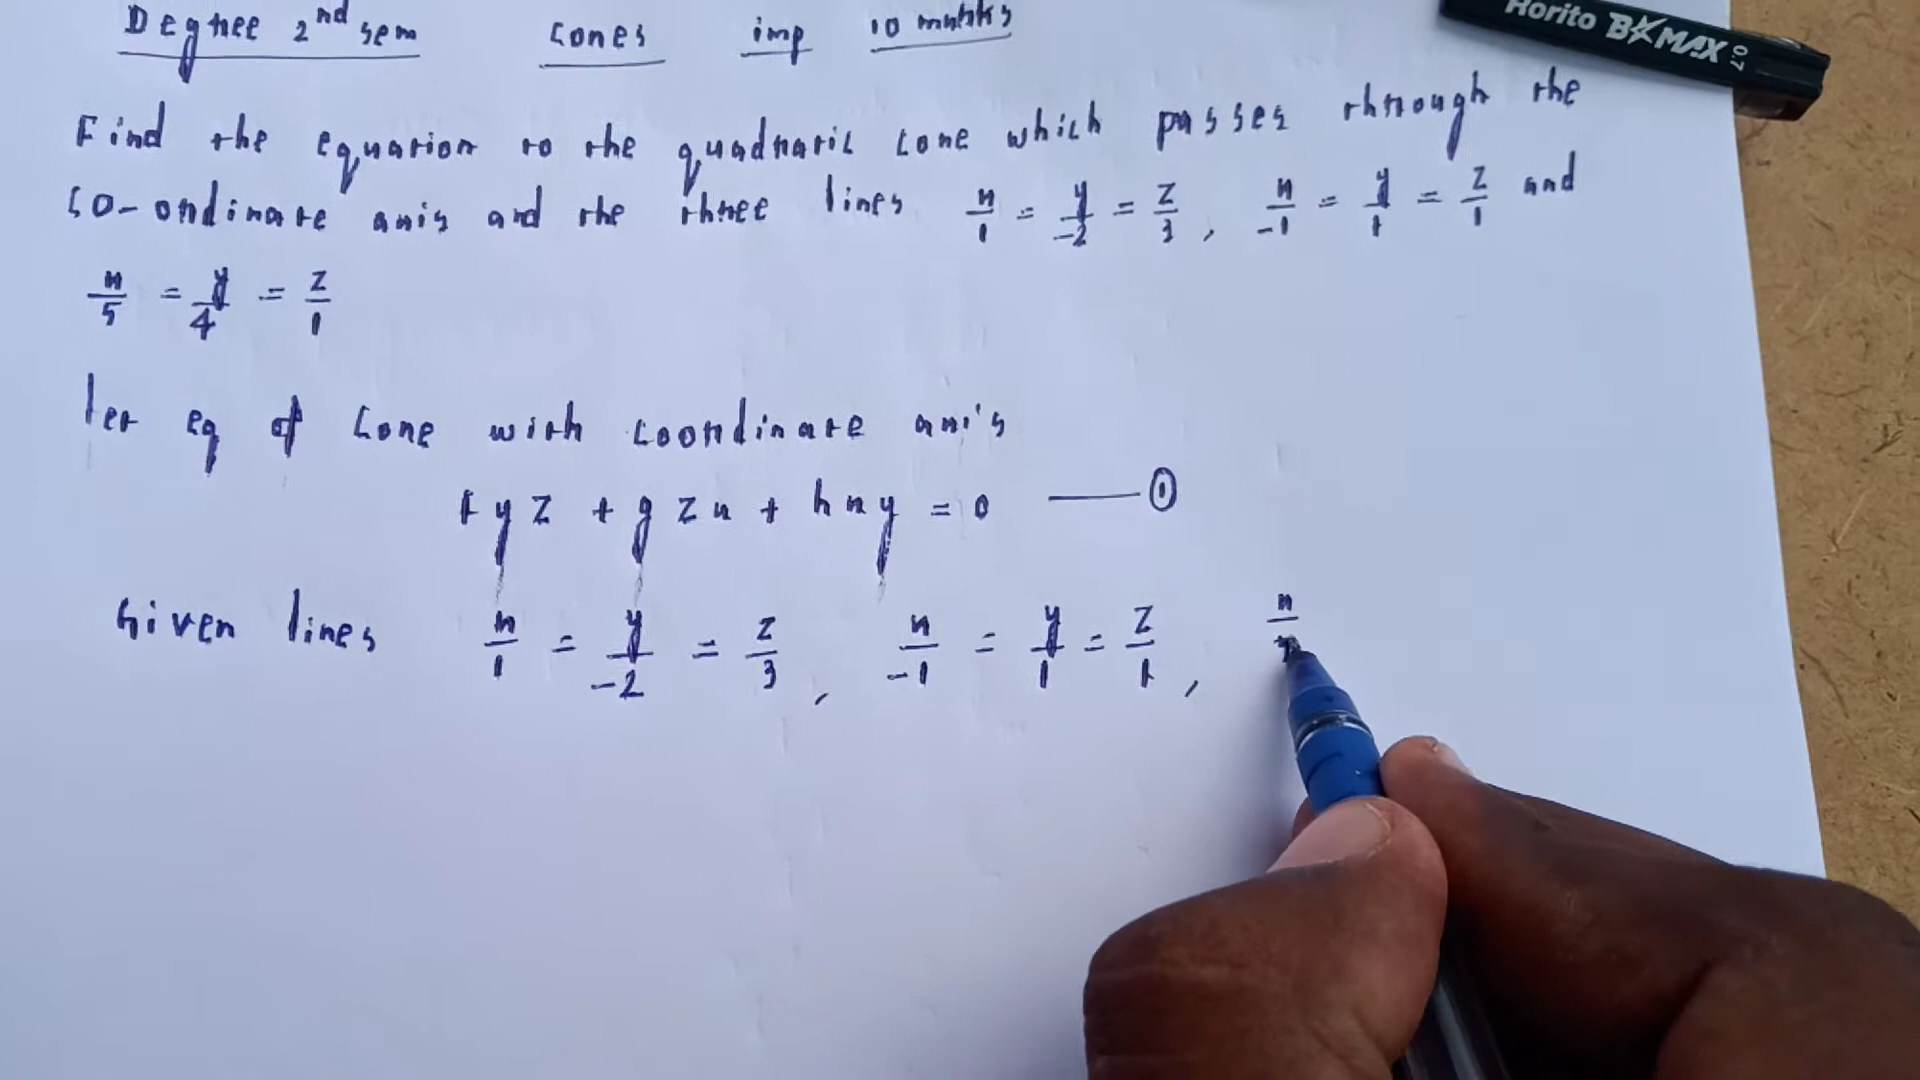 Degree 2nd sem cones imp 10 marks
Horito B★MAX 0.7
Find the equation to the quadratic cone which passes through the
co-ordinate axis and the three lines x/1 = y/-2 = z/3, x/-1 = y/1 = z/1 and
x/5 = y/4 = z/1
let eq of cone with coordinate axis
fyz + gzx + hxy = 0 —— ①
Given lines x/1 = y/-2 = z/3, x/-1 = y/1 = z/1, x/